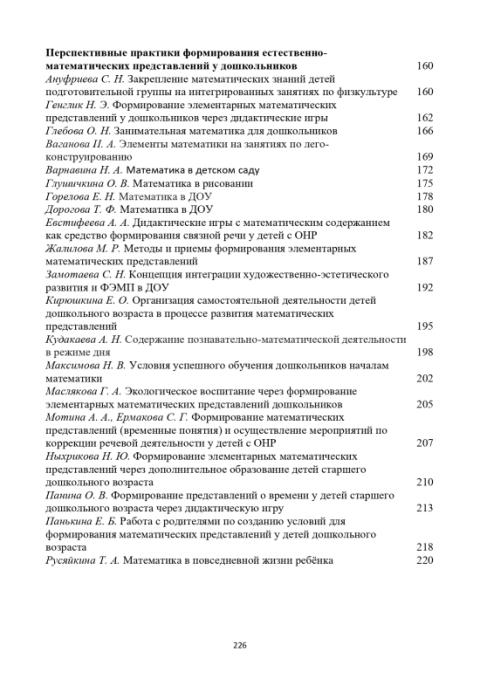 Перспективные практики формирования естественно-
математических представлений у дошкольников 160
Ануфриева С. Н. Закрепление математических знаний детей
подготовительной группы на интегрированных занятиях по физкультуре 160
Генглик Н. Э. Формирование элементарных математических
представлений у дошкольников через дидактические игры 162
Глебова О. Н. Занимательная математика для дошкольников 166
Ваганова П. А. Элементы математики на занятиях по лего-
конструированию 169
Варнавина Н. А. Математика в детском саду 172
Глушичкина О. В. Математика в рисовании 175
Горелова Е. Н. Математика в ДОУ 178
Дорогова Т. Ф. Математика в ДОУ 180
Евстифеева А. А. Дидактические игры с математическим содержанием
как средство формирования связной речи у детей с ОНР 182
Жалилова М. Р. Методы и приемы формирования элементарных
математических представлений 187
Замотаева С. Н. Концепция интеграции художественно-эстетического
развития и ФЭМП в ДОУ 192
Кирюшкина Е. О. Организация самостоятельной деятельности детей
дошкольного возраста в процессе развития математических
представлений 195
Кудакаева А. Н. Содержание познавательно-математической деятельности
в режиме дня 198
Максимова Н. В. Условия успешного обучения дошкольников началам
математики 202
Маслякова Г. А. Экологическое воспитание через формирование
элементарных математических представлений дошкольников 205
Мотина А. А., Ермакова С. Г. Формирование математических
представлений (временные понятия) и осуществление мероприятий по
коррекции речевой деятельности у детей с ОНР 207
Ныхрикова Н. Ю. Формирование элементарных математических
представлений через дополнительное образование детей старшего
дошкольного возраста 210
Панина О. В. Формирование представлений о времени у детей старшего
дошкольного возраста через дидактическую игру 213
Панькина Е. Б. Работа с родителями по созданию условий для
формирования математических представлений у детей дошкольного
возраста 218
Русяйкина Т. А. Математика в повседневной жизни ребёнка 220
226